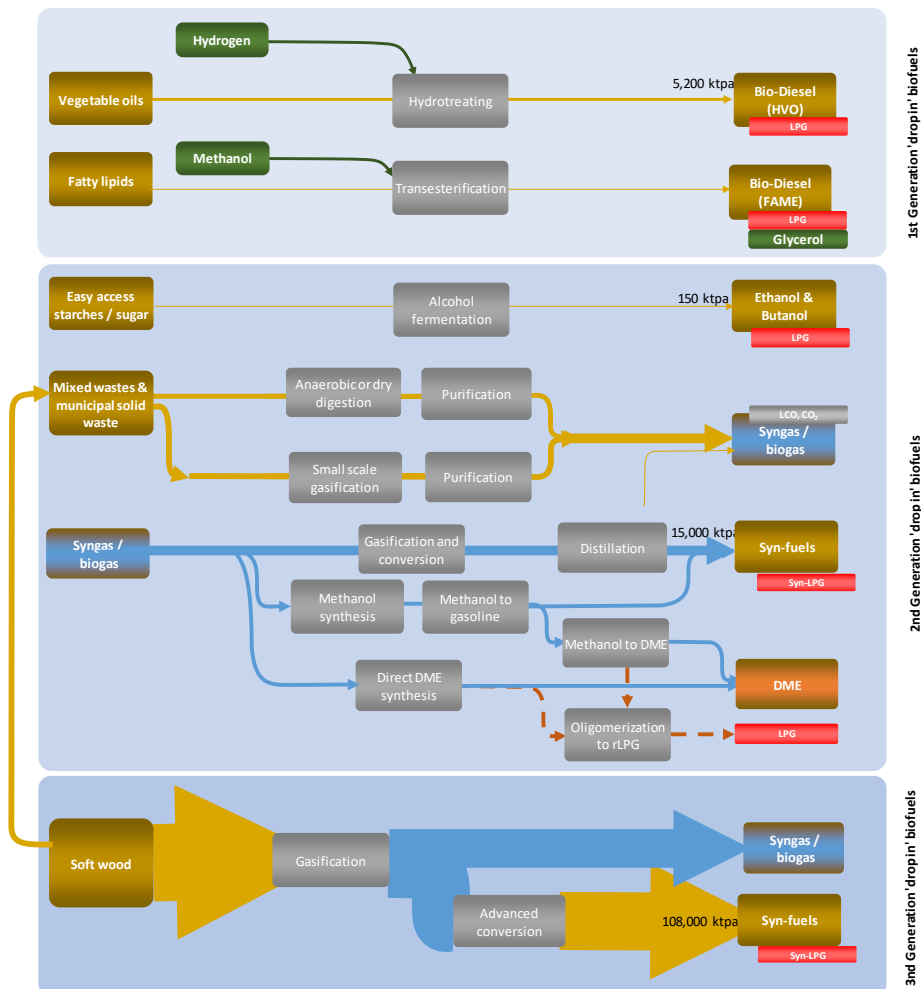 Hydrogen
Vegetable oils
Hydrotreating
5,200 ktpa
Bio-Diesel
(HVO)
LPG
Methanol
Fatty lipids
Transesterification
Bio-Diesel
(FAME)
LPG
Glycerol
1st Generation 'drop in' biofuels
Easy access
starches / sugar
Alcohol
fermentation
150 ktpa
Ethanol &
Butanol
LPG
Mixed wastes &
municipal solid
waste
Anaerobic or dry
digestion
Purification
LCO, CO₂
Syngas /
biogas
Small scale
gasification
Purification
Syngas /
biogas
Gasification and
conversion
Distillation
15,000 ktpa
Syn-fuels
Syn-LPG
Methanol
synthesis
Methanol to
gasoline
Methanol to DME
Direct DME
synthesis
DME
Oligomerization
to rLPG
LPG
2nd Generation 'drop in' biofuels
Soft wood
Gasification
Syngas /
biogas
Advanced
conversion
108,000 ktpa
Syn-fuels
Syn-LPG
3nd Generation 'drop in' biofuels